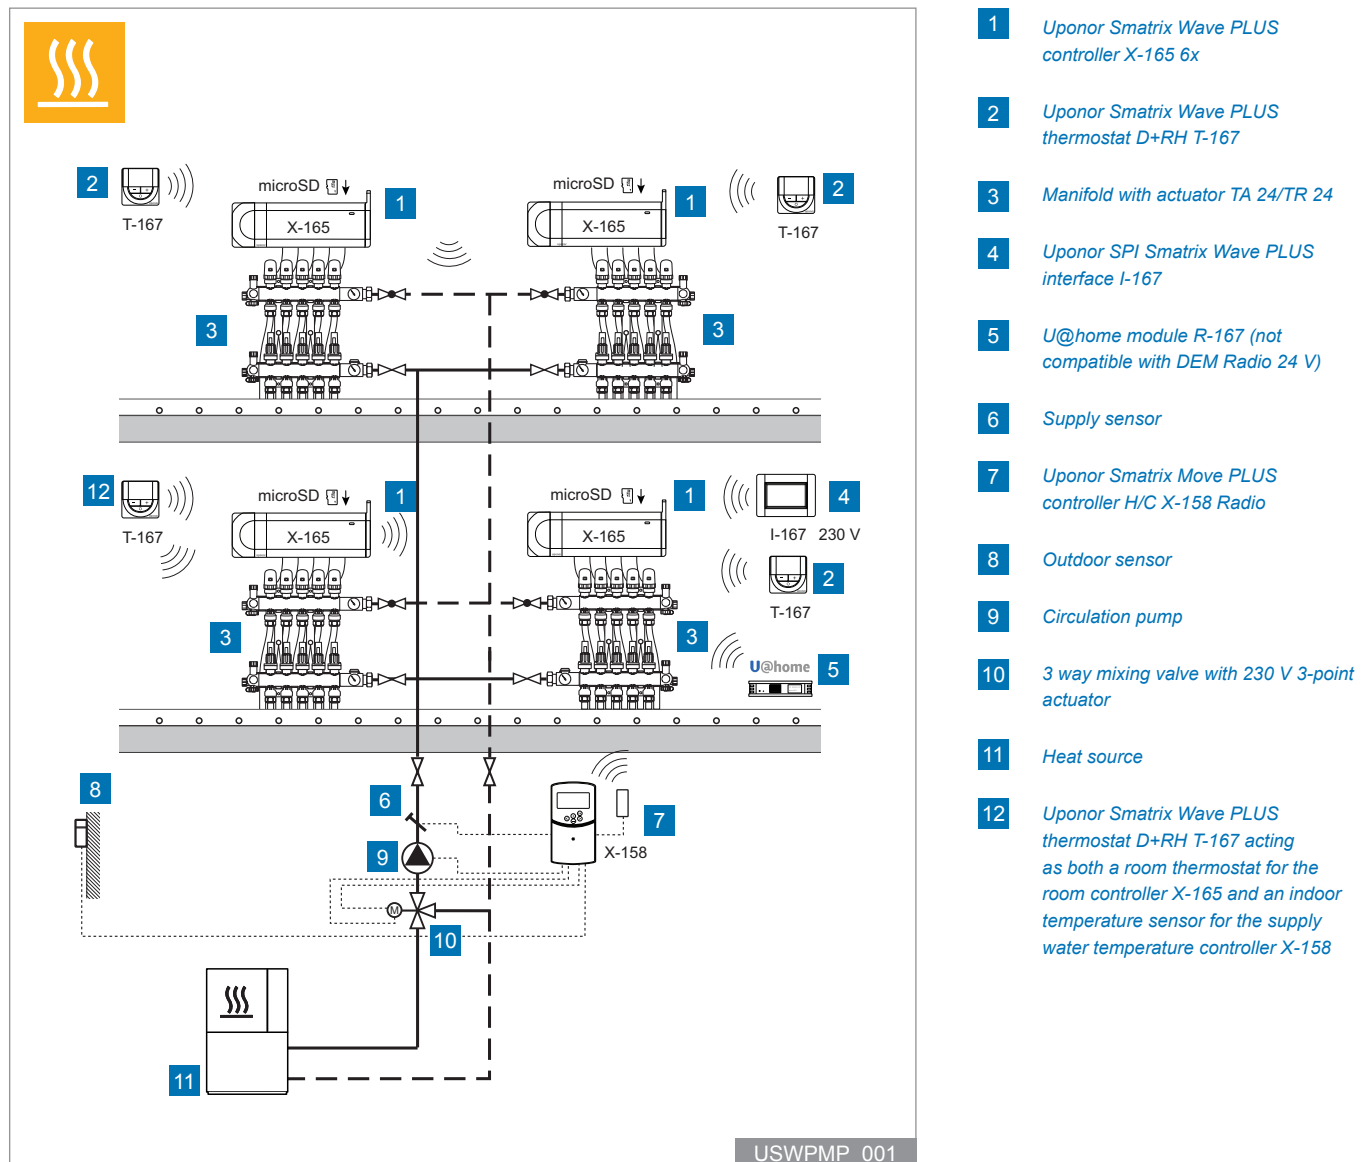 2
T-167
microSD
1
X-165
microSD
1
X-165
2
T-167
3
3
12
T-167
microSD
1
X-165
microSD
1
X-165
4
I-167 230 V
2
T-167
3
3
U@home
5
8
6
7
X-158
9
M
10
11
USWPMP_001
1 Uponor Smatrix Wave PLUS
controller X-165 6x
2 Uponor Smatrix Wave PLUS
thermostat D+RH T-167
3 Manifold with actuator TA 24/TR 24
4 Uponor SPI Smatrix Wave PLUS
interface I-167
5 U@home module R-167 (not
compatible with DEM Radio 24 V)
6 Supply sensor
7 Uponor Smatrix Move PLUS
controller H/C X-158 Radio
8 Outdoor sensor
9 Circulation pump
10 3 way mixing valve with 230 V 3-point
actuator
11 Heat source
12 Uponor Smatrix Wave PLUS
thermostat D+RH T-167 acting
as both a room thermostat for the
room controller X-165 and an indoor
temperature sensor for the supply
water temperature controller X-158